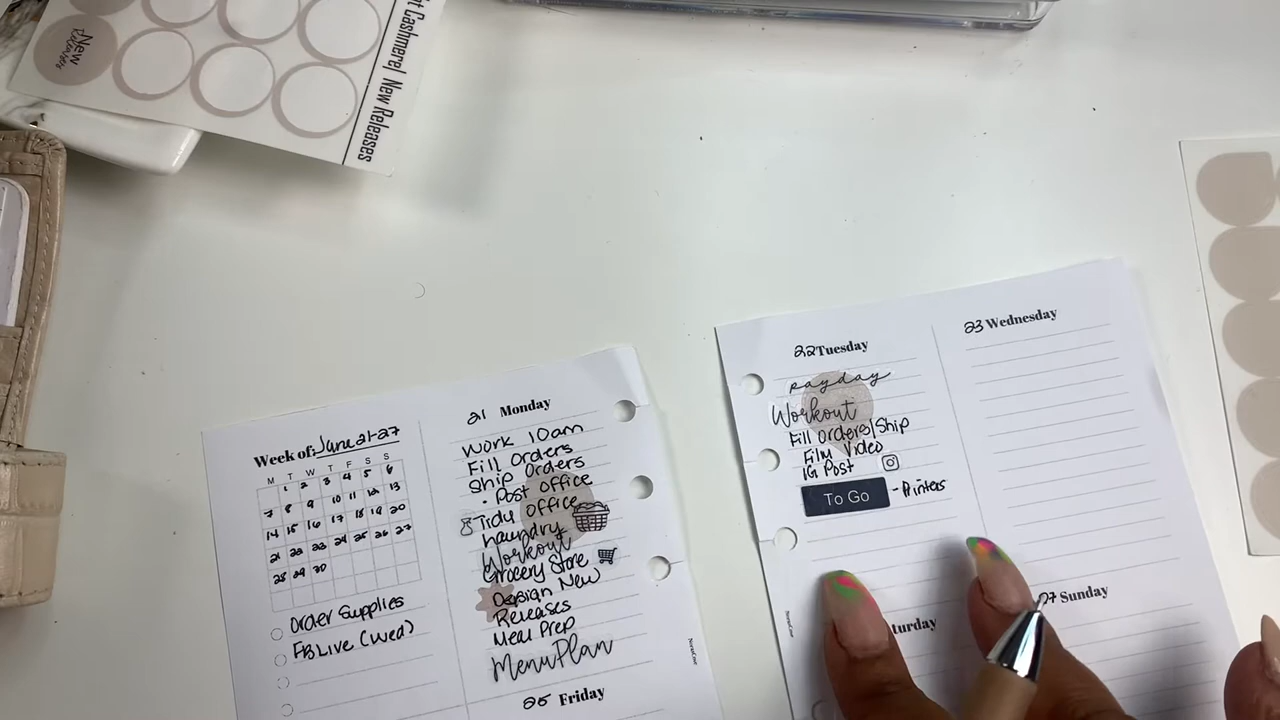 New Releases
Cashmere| New Releases
Week of: June 21-27
M T W T F S S
1 2 3 4 5 6
7 8 9 10 11 12 13
14 15 16 17 18 19 20
21 22 23 24 25 26 27
28 29 30
Order Supplies
FB Live (Wed)
21 Monday
Work 10am
Fill Orders
Ship Orders
• Post Office
Tidy Office
Laundry
Workout
Grocery Store
Design New
Releases
Meal Prep
Menu Plan
25 Friday
22 Tuesday
payday
Workout
Fill orders/Ship
Film Video
IG Post
To Go - Printers
23 Wednesday
turday
27 Sunday